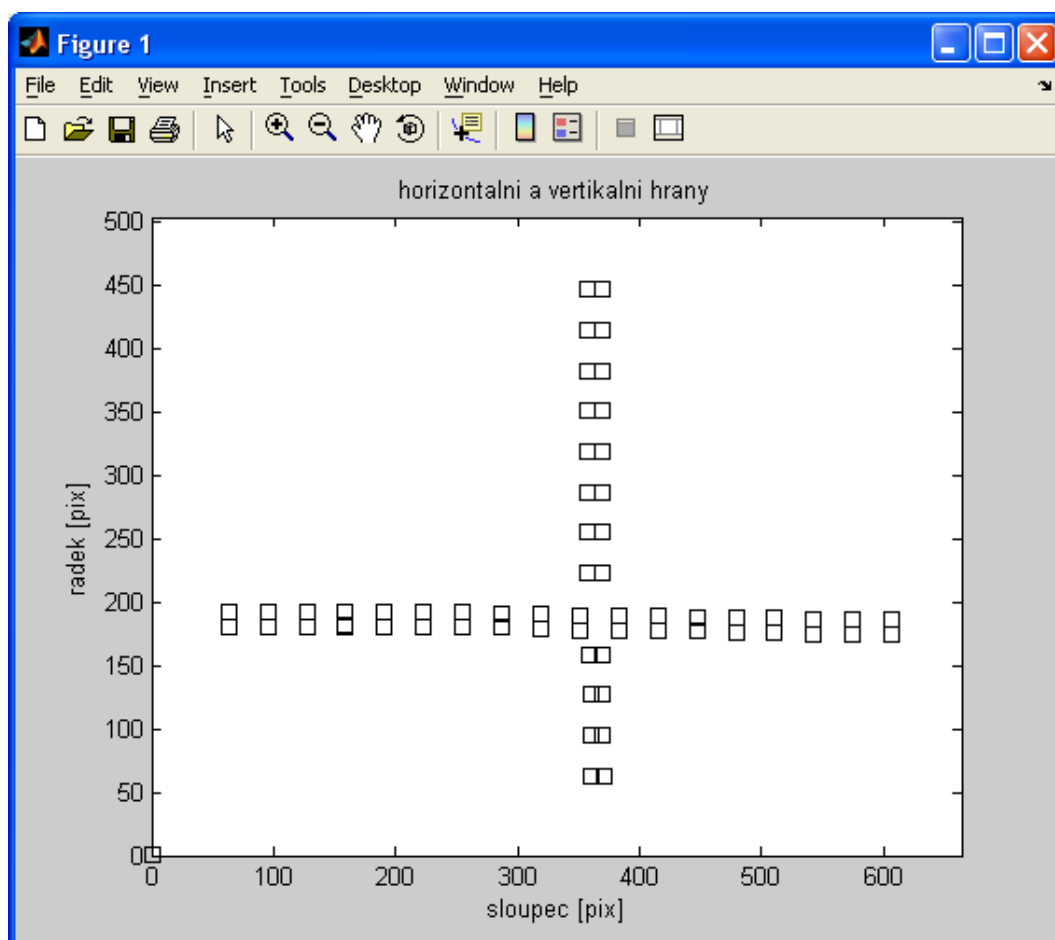 Figure 1
File Edit View Insert Tools Desktop Window Help
horizontalni a vertikalni hrany
500
450
400
350
300
250
200
150
100
50
0
radek [pix]
0 100 200 300 400 500 600
sloupec [pix]